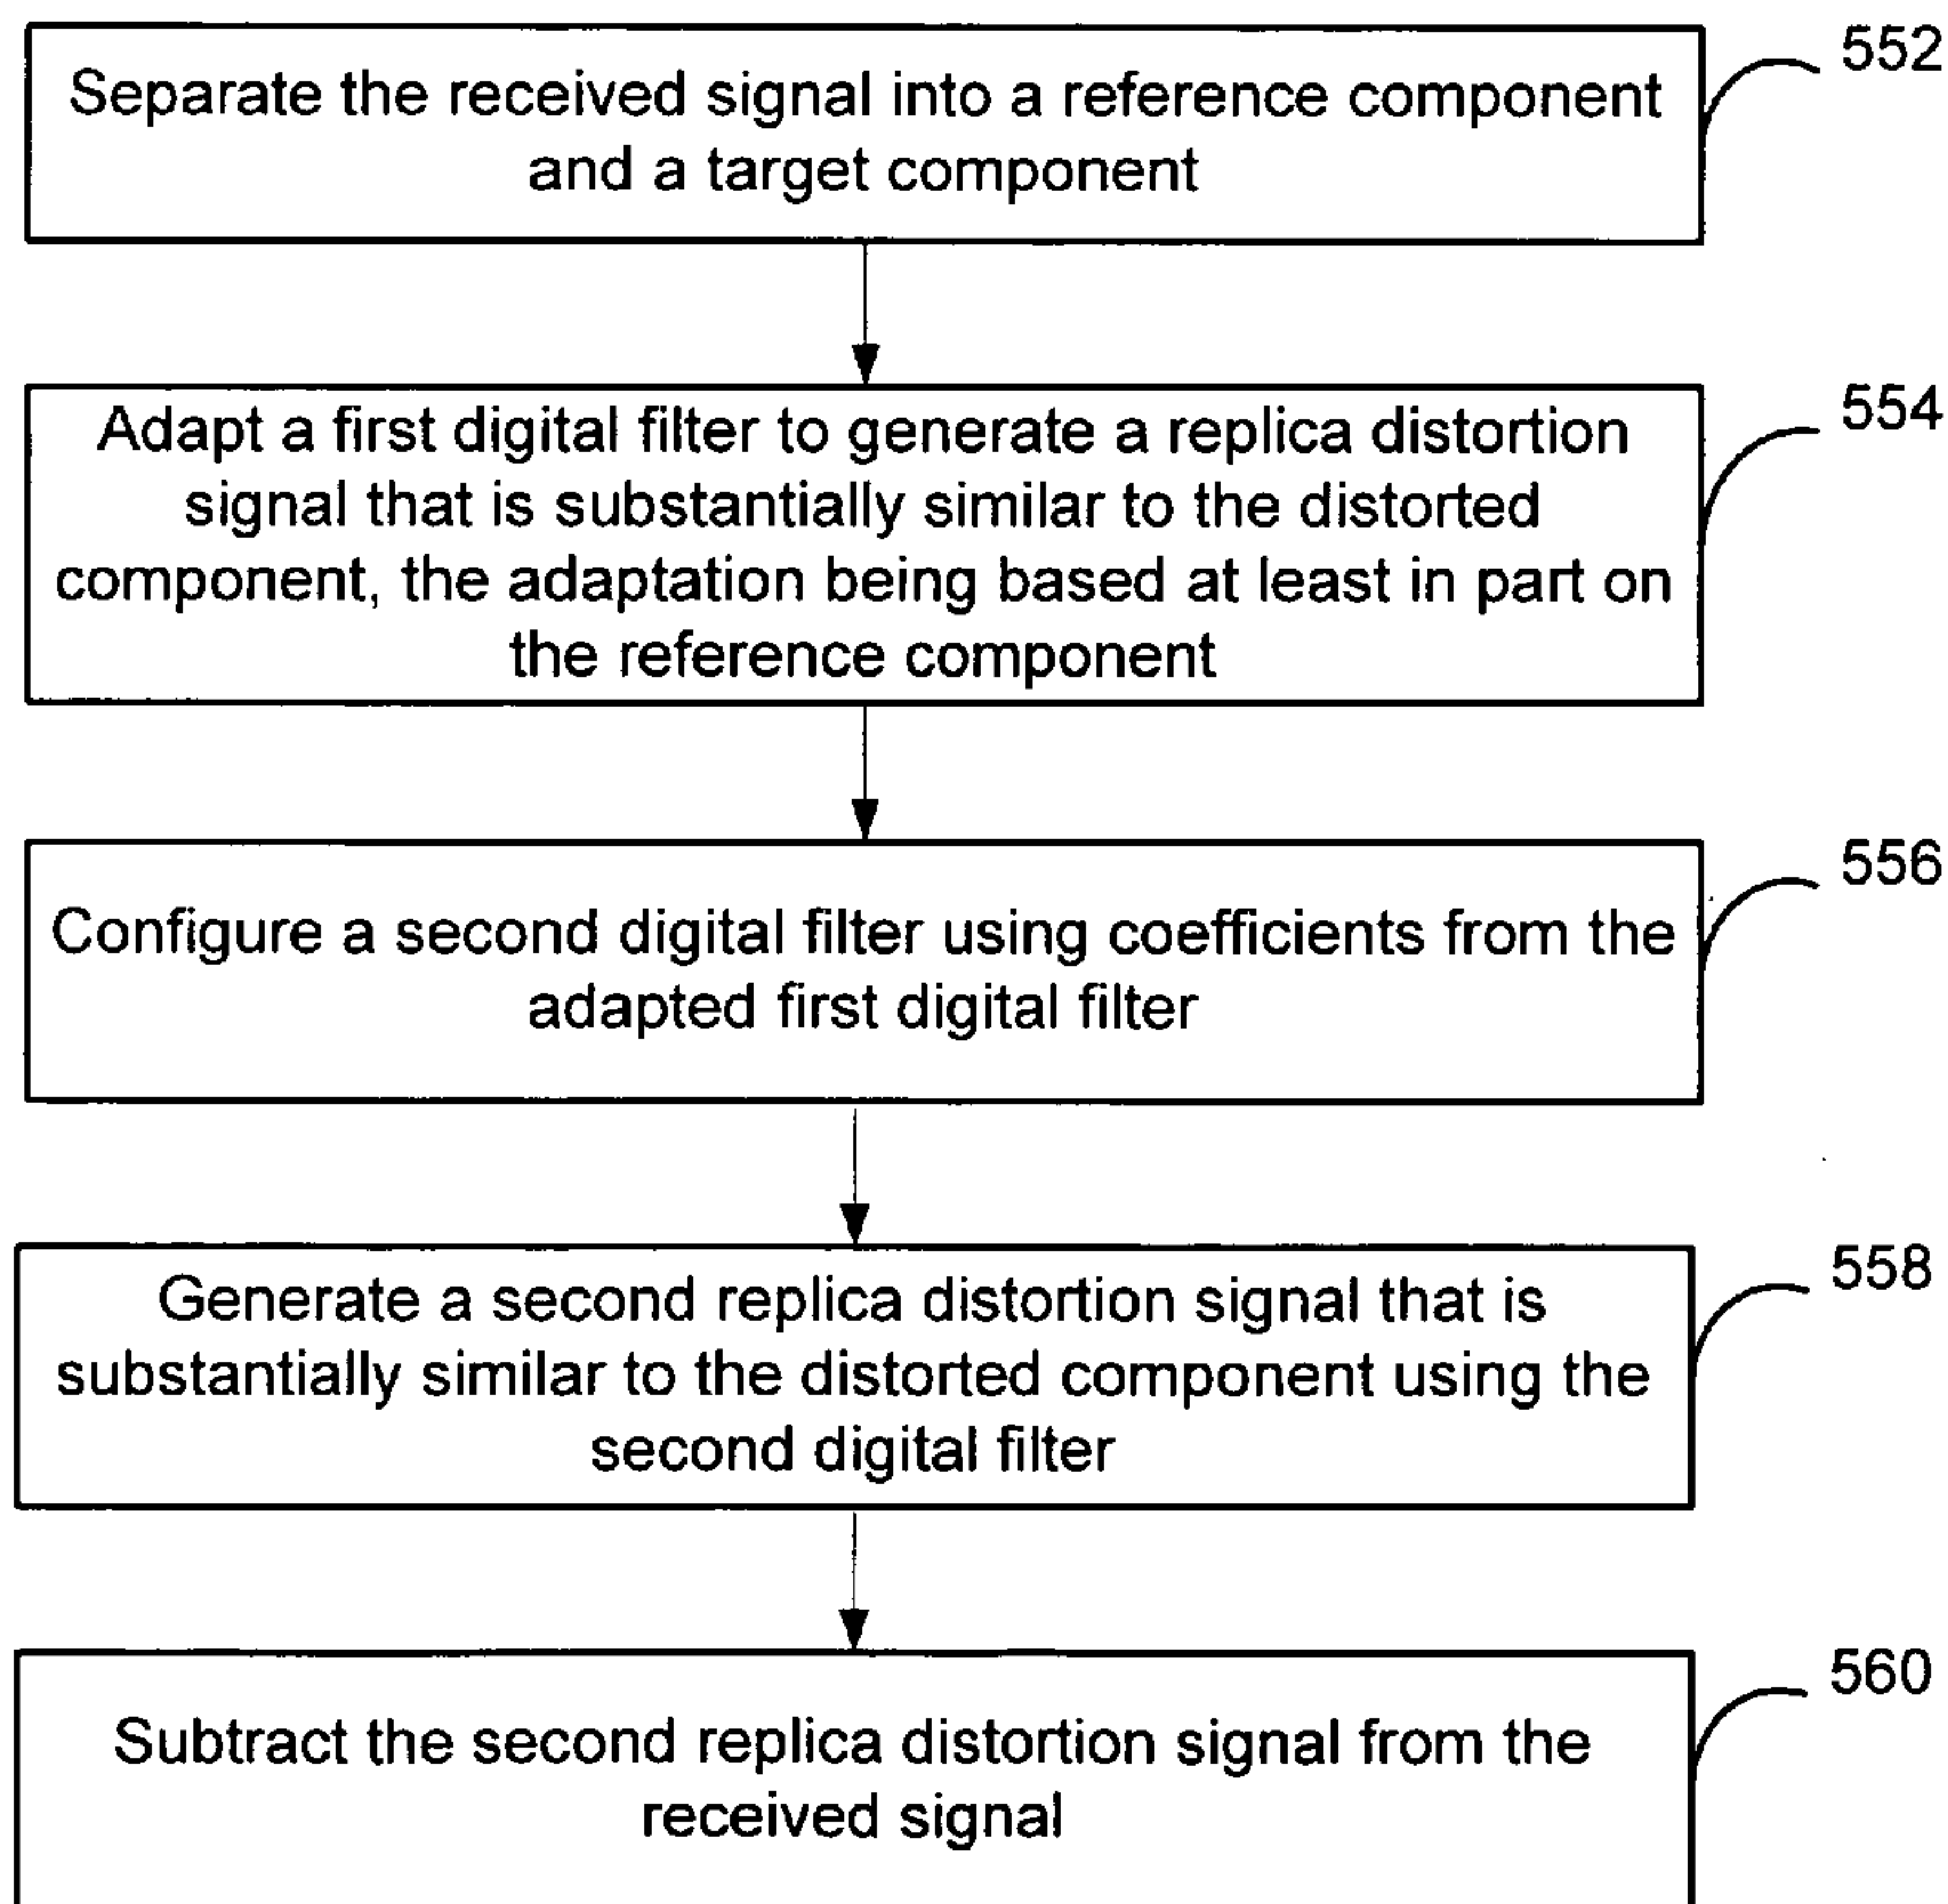 552
Separate the received signal into a reference component
and a target component
554
Adapt a first digital filter to generate a replica distortion
signal that is substantially similar to the distorted
component, the adaptation being based at least in part on
the reference component
556
Configure a second digital filter using coefficients from the
adapted first digital filter
558
Generate a second replica distortion signal that is
substantially similar to the distorted component using the
second digital filter
560
Subtract the second replica distortion signal from the
received signal